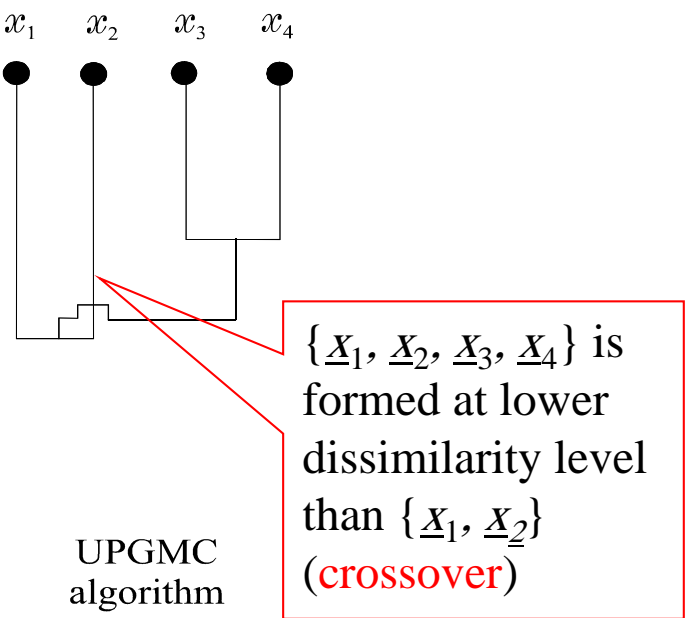 x₁ x₂ x₃ x₄
{x₁, x₂, x₃, x₄} is
formed at lower
dissimilarity level
than {x₁, x₂}
(crossover)
UPGMC
algorithm